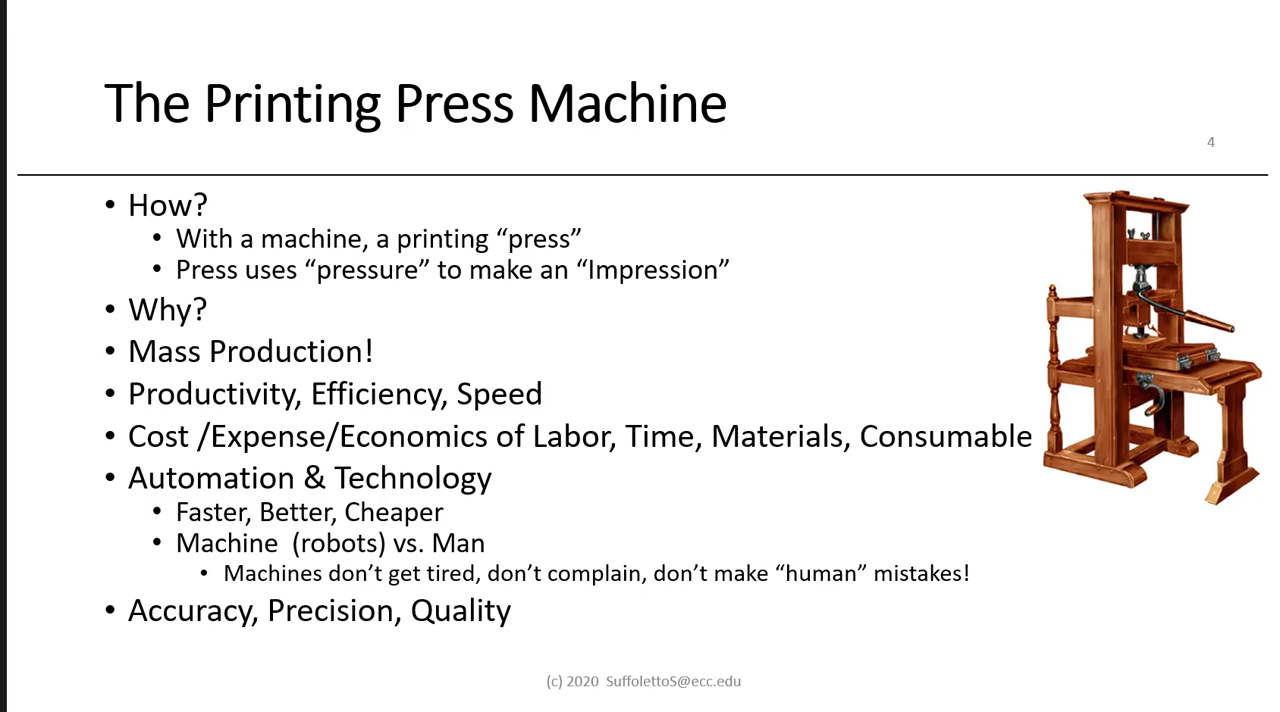 The Printing Press Machine
4
• How?
• With a machine, a printing “press”
• Press uses “pressure” to make an “Impression”
• Why?
• Mass Production!
• Productivity, Efficiency, Speed
• Cost /Expense/Economics of Labor, Time, Materials, Consumable
• Automation & Technology
• Faster, Better, Cheaper
• Machine  (robots) vs. Man
• Machines don’t get tired, don’t complain, don’t make “human” mistakes!
• Accuracy, Precision, Quality
(c) 2020  SuffolettoS@ecc.edu